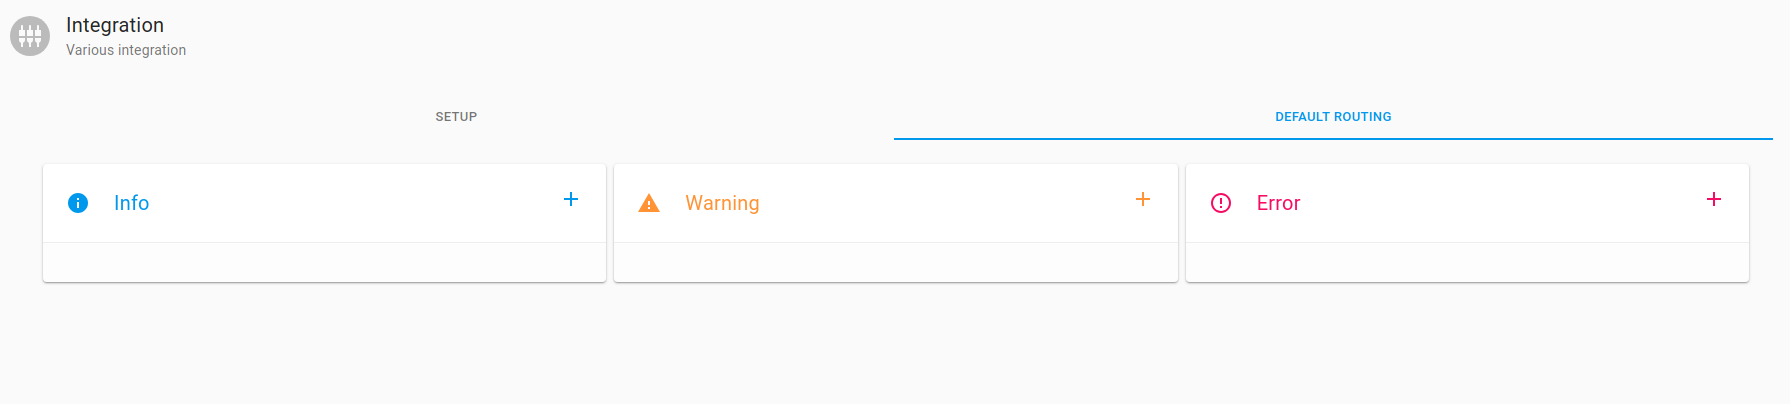 Integration
Various integration
SETUP
DEFAULT ROUTING
Info
Warning
Error